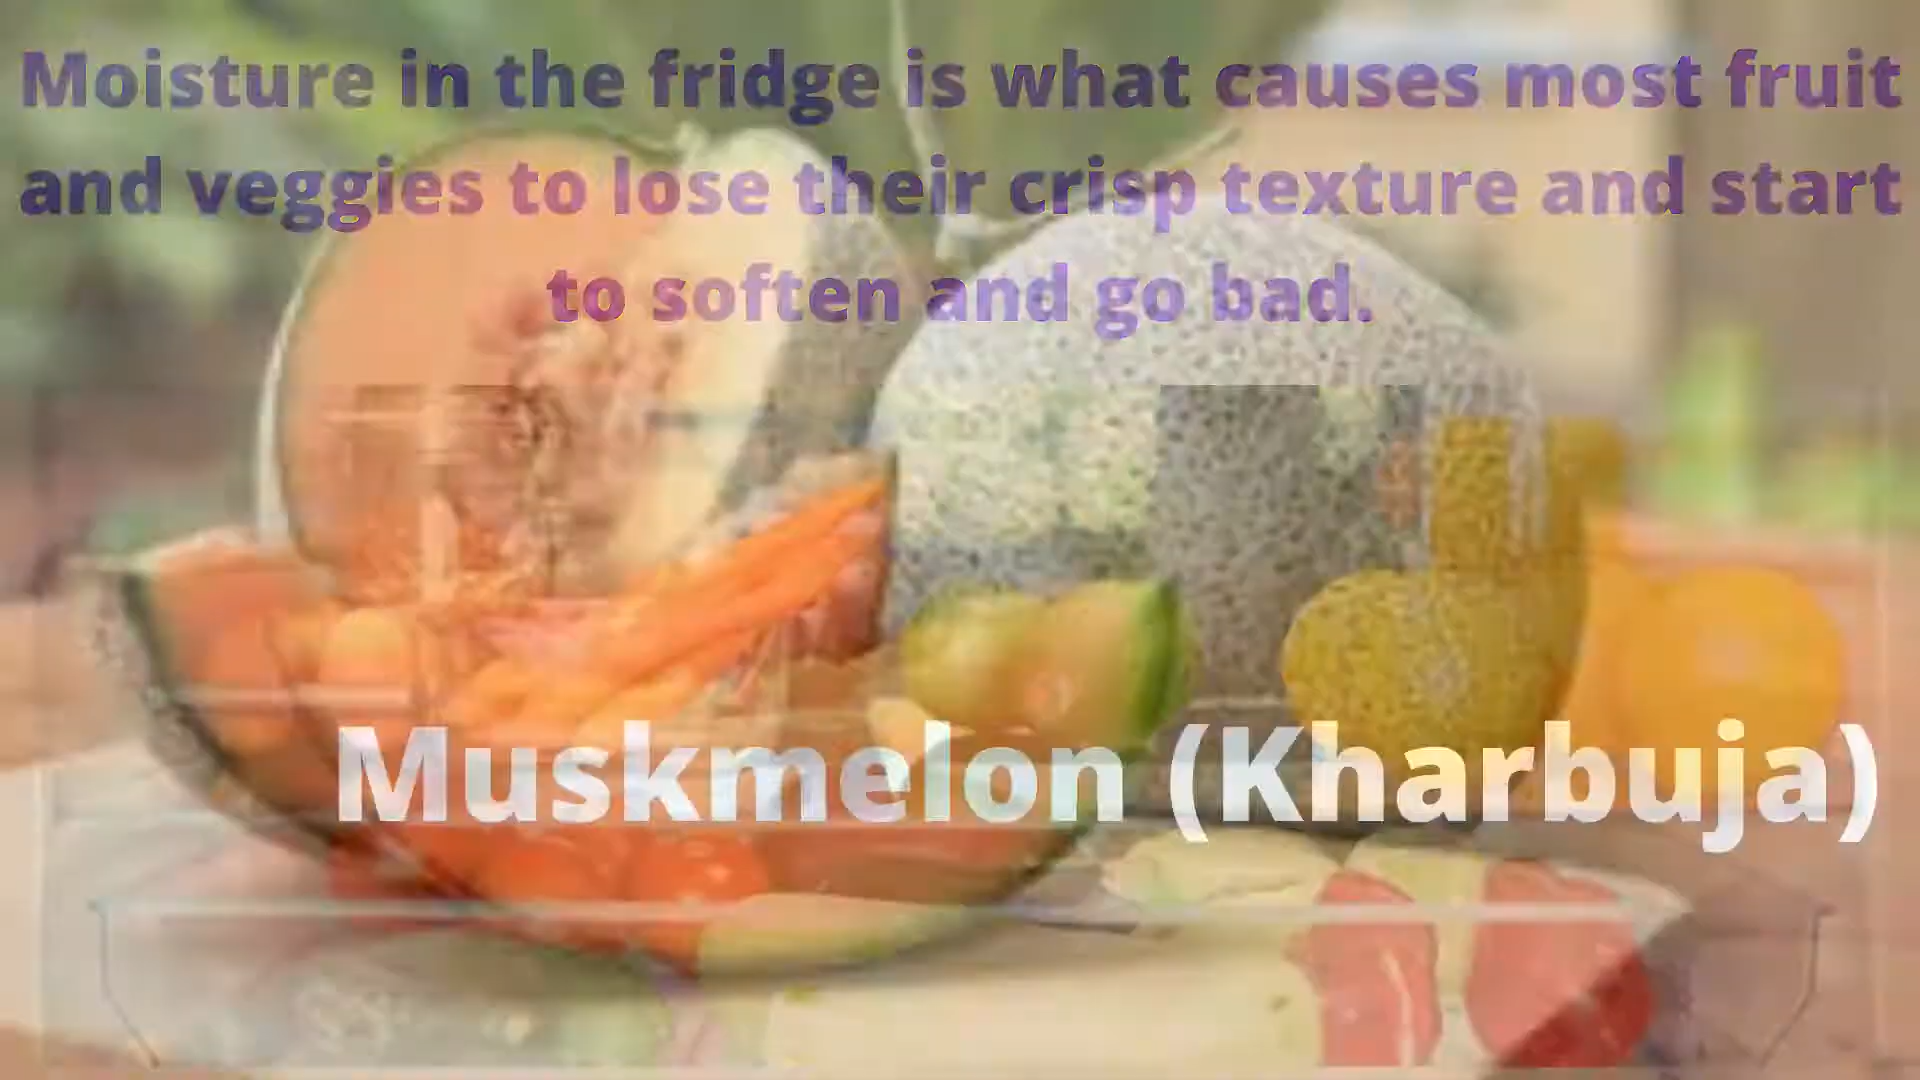 Moisture in the fridge is what causes most fruit
and veggies to lose their crisp texture and start
to soften and go bad.
Muskmelon (Kharbuja)